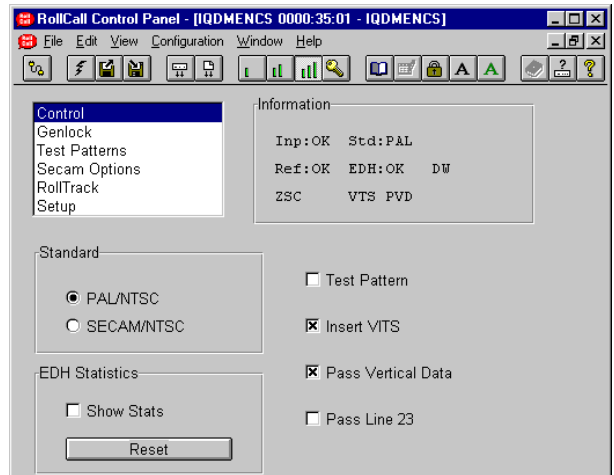 RollCall Control Panel - [IQDMENCS 0000:35:01 - IQDMENCS]
File Edit View Configuration Window Help
A A ?
Control
Genlock
Test Patterns
Secam Options
RollTrack
Setup
Information
Inp:OK Std:PAL
Ref:OK EDH:OK DW
ZSC VTS PVD
Standard
PAL/NTSC
SECAM/NTSC
EDH Statistics
Show Stats
Reset
Test Pattern
Insert VITS
Pass Vertical Data
Pass Line 23